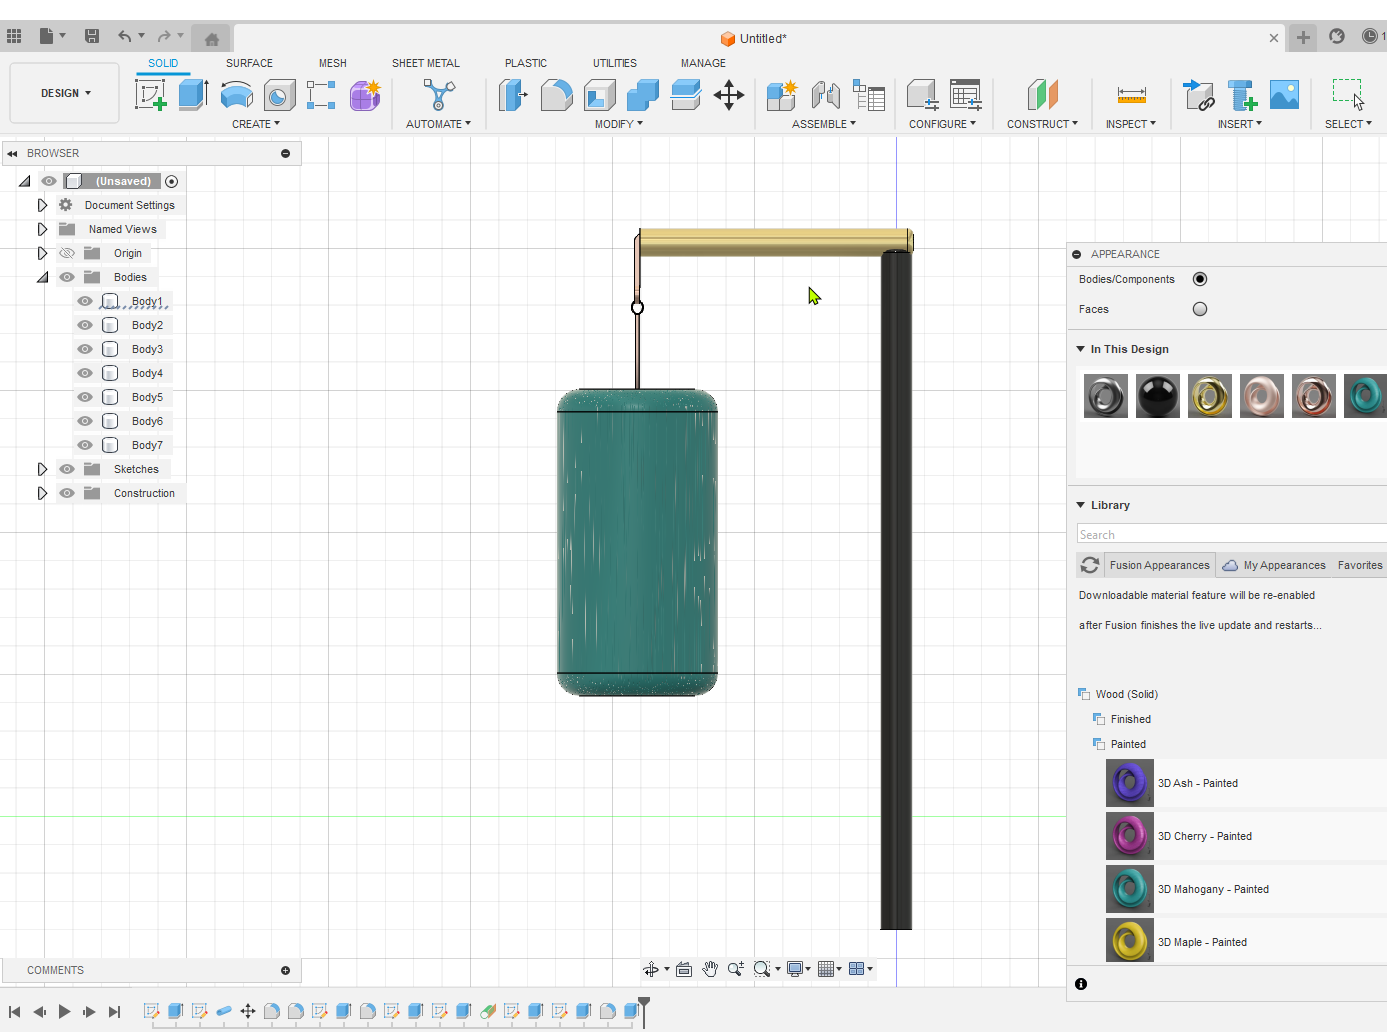 Untitled*
1
SOLID SURFACE MESH SHEET METAL PLASTIC UTILITIES MANAGE
DESIGN
CREATE AUTOMATE MODIFY ASSEMBLE CONFIGURE CONSTRUCT INSPECT INSERT SELECT
BROWSER
(Unsaved)
Document Settings
Named Views
Origin
Bodies
Body1
Body2
Body3
Body4
Body5
Body6
Body7
Sketches
Construction
APPEARANCE
Bodies/Components
Faces
In This Design
Library
Search
Fusion Appearances My Appearances Favorites
Downloadable material feature will be re-enabled
after Fusion finishes the live update and restarts...
Wood (Solid)
Finished
Painted
3D Ash - Painted
3D Cherry - Painted
3D Mahogany - Painted
3D Maple - Painted
COMMENTS